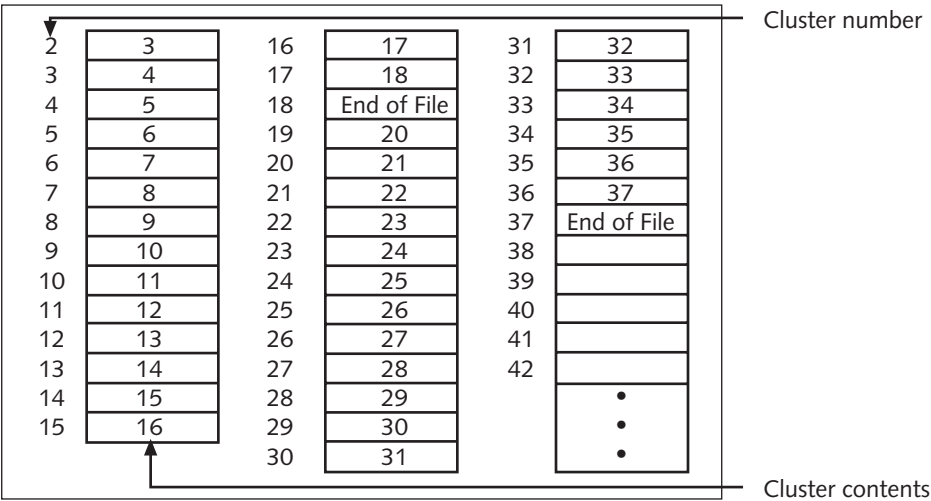 Cluster number
2 3 16 17 31 32
3 4 17 18 32 33
4 5 18 End of File 33 34
5 6 19 20 34 35
6 7 20 21 35 36
7 8 21 22 36 37
8 9 22 23 37 End of File
9 10 23 24 38
10 11 24 25 39
11 12 25 26 40
12 13 26 27 41
13 14 27 28 42
14 15 28 29
15 16 29 30
30 31
Cluster contents